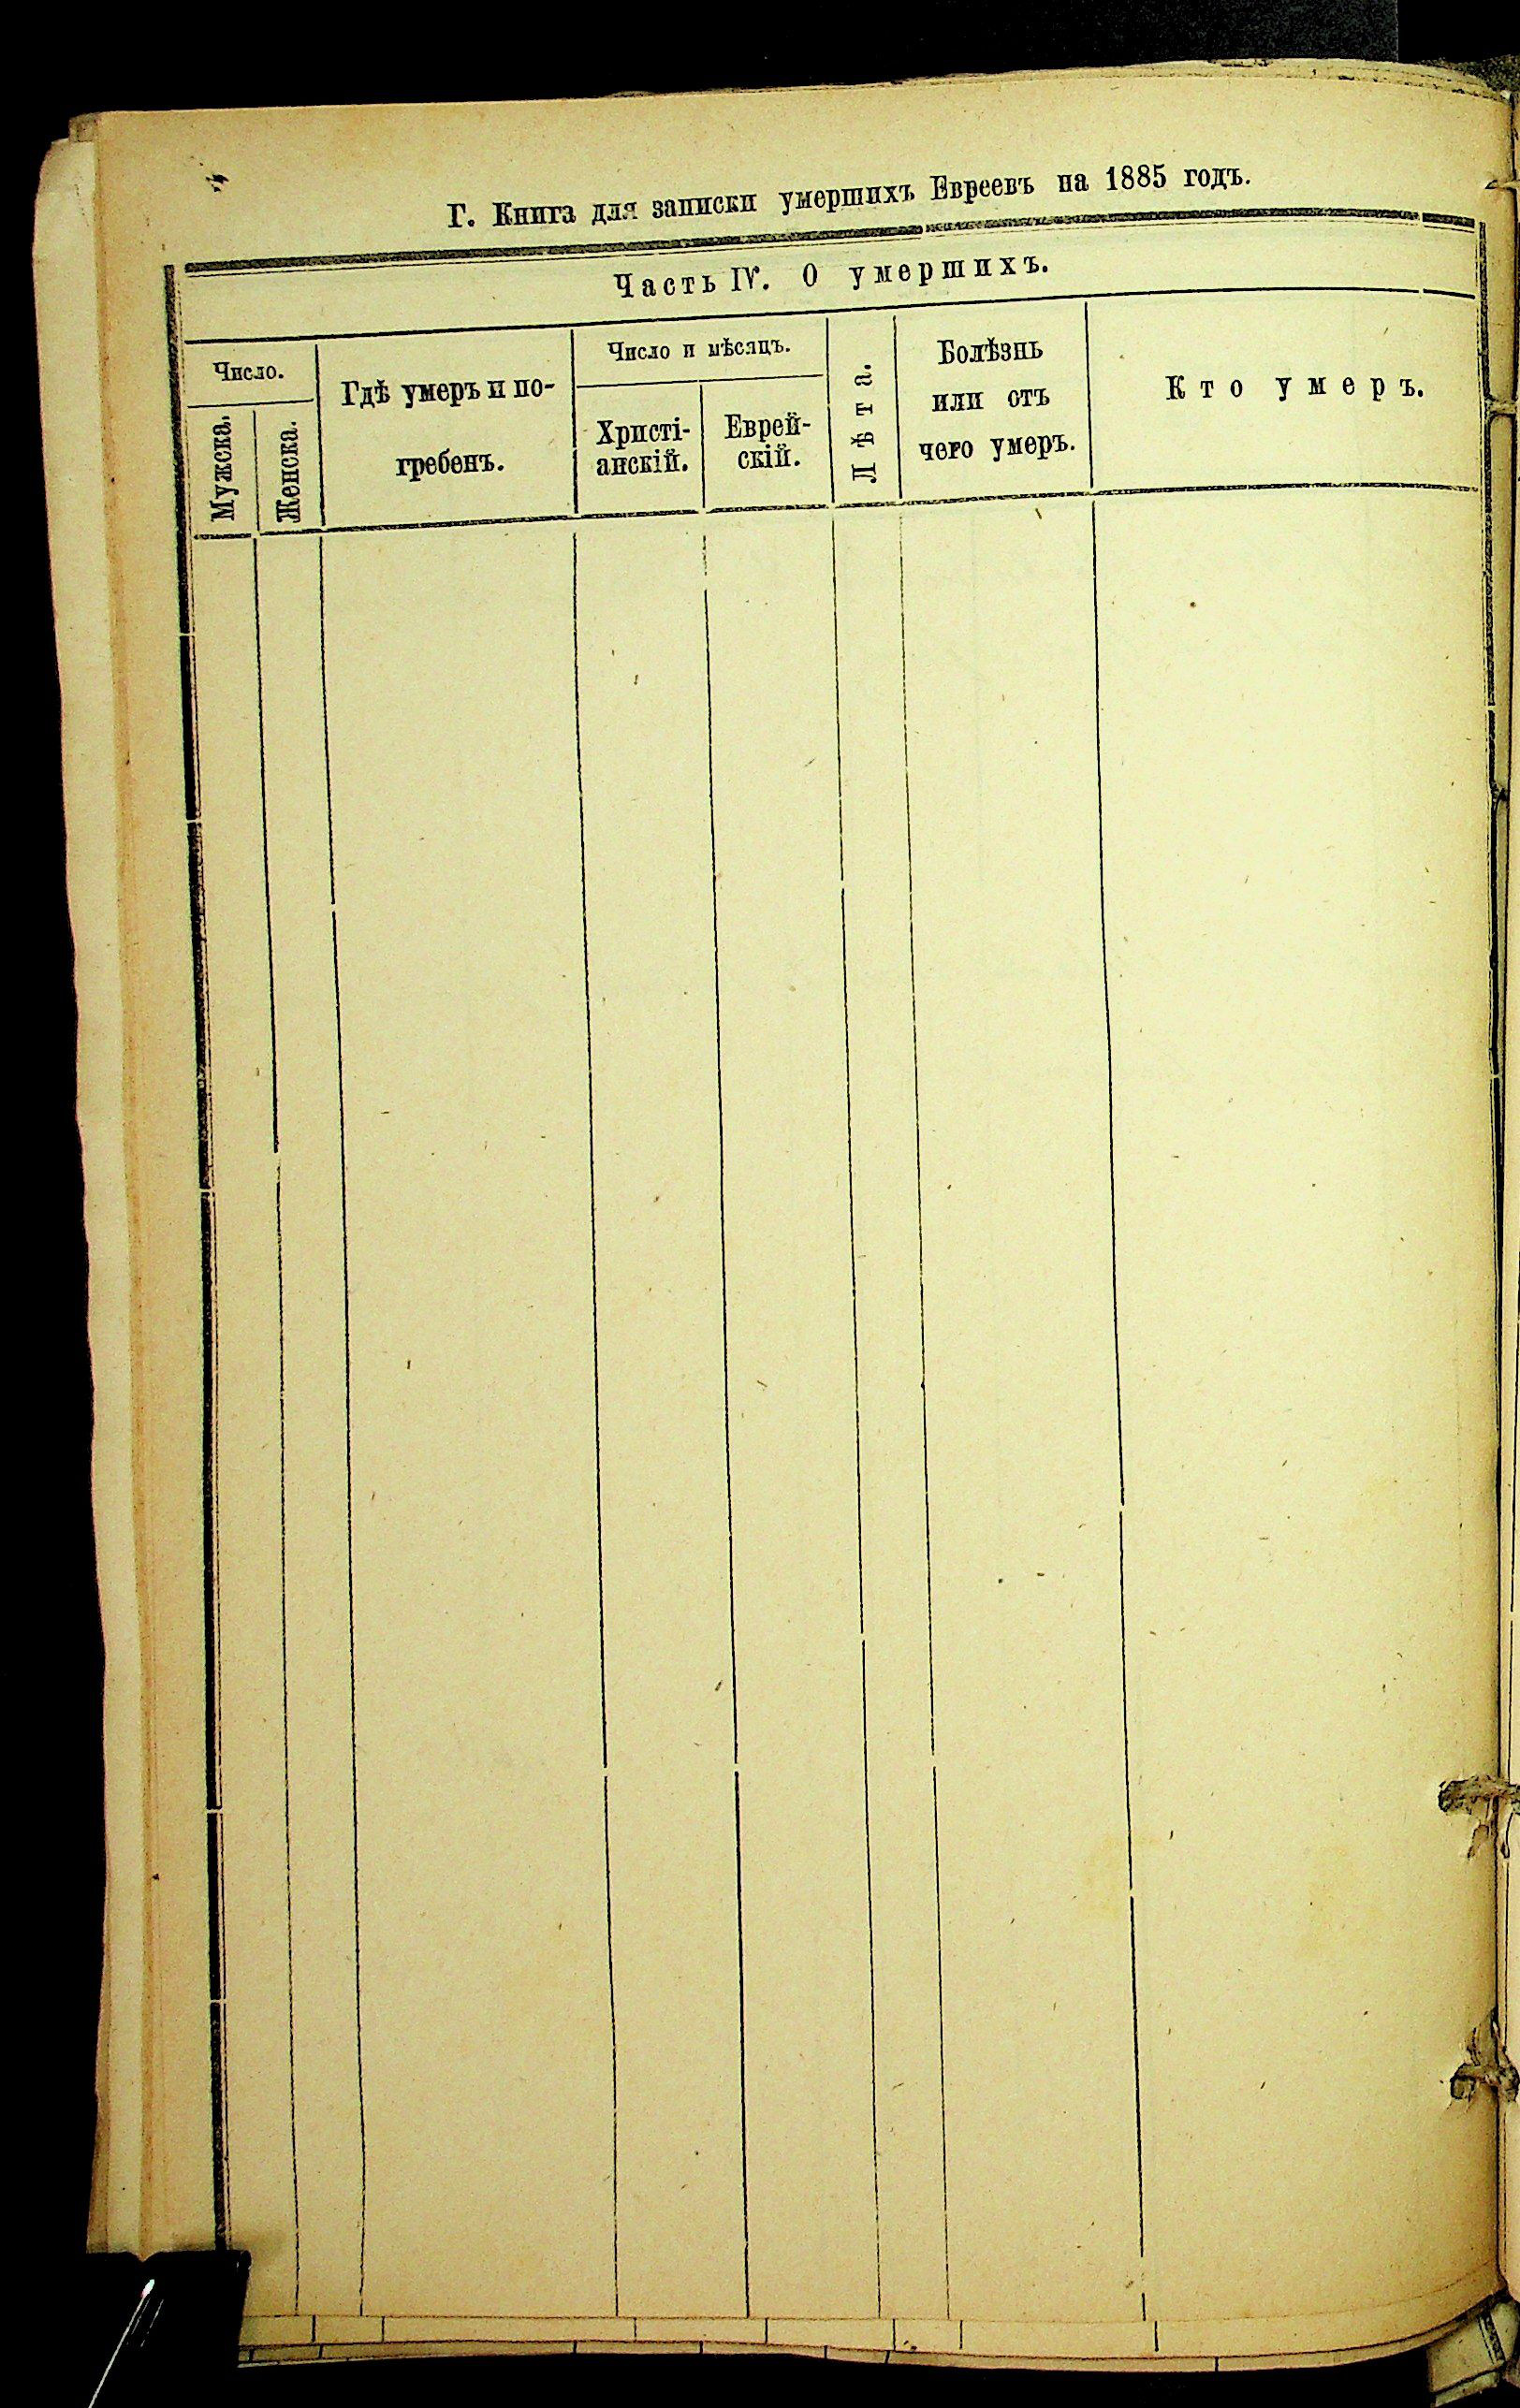 Г. Книга для записки умершихъ Евреевъ на 1885 годъ.
Часть IV. О умершихъ.
Число.
Мужска.
Женска.
Гдѣ умеръ и по-
гребенъ.
Число и мѣсяцъ.
Христі-
анскій.
Еврей-
скій.
Лѣта.
Болѣзнь
или отъ
чего умеръ.
Кто умеръ.